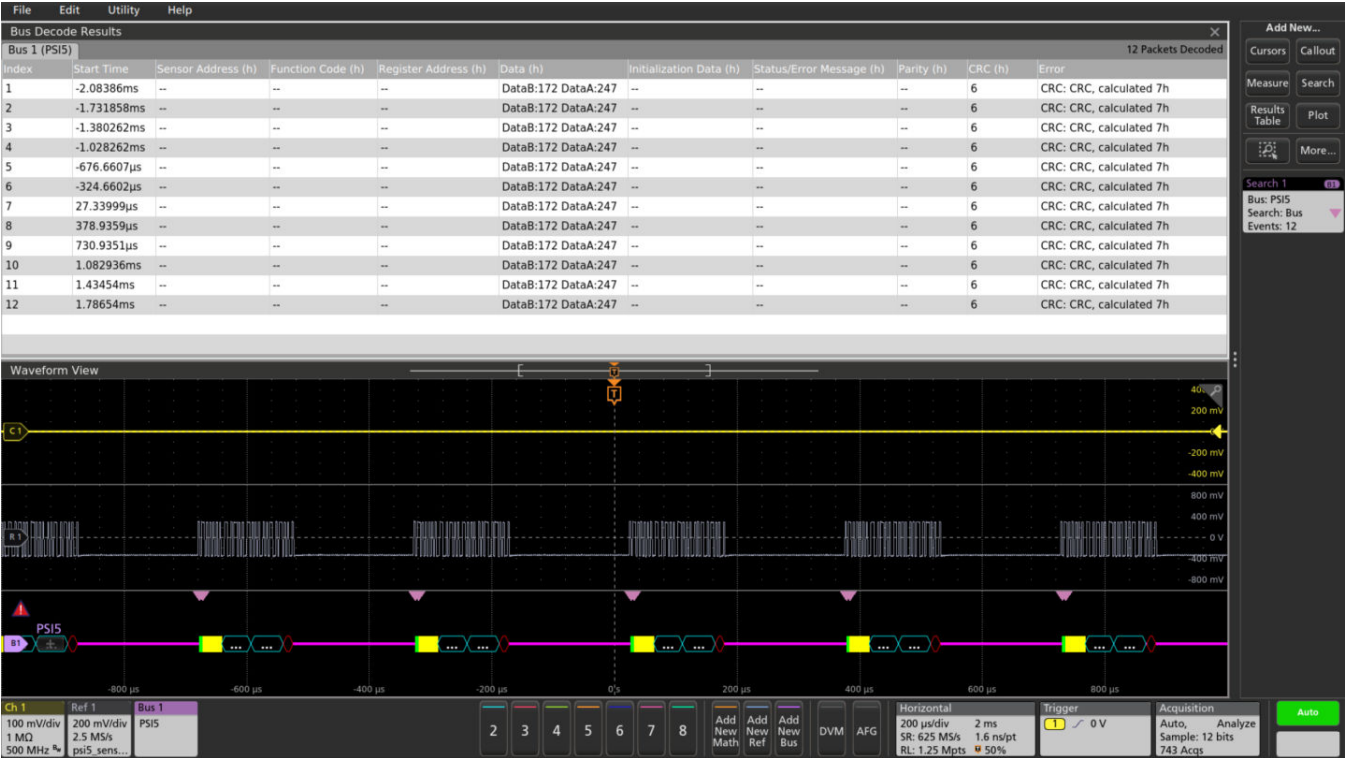 File Edit Utility Help
Add New...
Bus Decode Results
Bus 1 (PSI5) 12 Packets Decoded
Cursors Callout
Index Start Time Sensor Address (h) Function Code (h) Register Address (h) Data (h) Initialization Data (h) Status/Error Message (h) Parity (h) CRC (h) Error
1 -2.08386ms -- -- -- DataB:172 DataA:247 -- -- -- 6 CRC: CRC, calculated 7h
2 -1.731858ms -- -- -- DataB:172 DataA:247 -- -- -- 6 CRC: CRC, calculated 7h
3 -1.380262ms -- -- -- DataB:172 DataA:247 -- -- -- 6 CRC: CRC, calculated 7h
4 -1.028262ms -- -- -- DataB:172 DataA:247 -- -- -- 6 CRC: CRC, calculated 7h
5 -676.6607µs -- -- -- DataB:172 DataA:247 -- -- -- 6 CRC: CRC, calculated 7h
6 -324.6602µs -- -- -- DataB:172 DataA:247 -- -- -- 6 CRC: CRC, calculated 7h
7 27.33999µs -- -- -- DataB:172 DataA:247 -- -- -- 6 CRC: CRC, calculated 7h
8 378.9359µs -- -- -- DataB:172 DataA:247 -- -- -- 6 CRC: CRC, calculated 7h
9 730.9351µs -- -- -- DataB:172 DataA:247 -- -- -- 6 CRC: CRC, calculated 7h
10 1.082936ms -- -- -- DataB:172 DataA:247 -- -- -- 6 CRC: CRC, calculated 7h
11 1.43454ms -- -- -- DataB:172 DataA:247 -- -- -- 6 CRC: CRC, calculated 7h
12 1.78654ms -- -- -- DataB:172 DataA:247 -- -- -- 6 CRC: CRC, calculated 7h
Measure Search
Results Table Plot
More...
Search 1 B1
Bus: PSI5
Search: Bus
Events: 12
Waveform View
T
T
200 mV
C1
-200 mV
-400 mV
800 mV
400 mV
R1
0 V
-400 mV
-800 mV
PSI5
B1 ... ... ... ... ... ... ... ... ... ...
-800 µs -600 µs -400 µs -200 µs 0 s 200 µs 400 µs 600 µs 800 µs
Ch 1
100 mV/div
1 MΩ
500 MHz
Ref 1
200 mV/div
2.5 MS/s
psi5_sens...
Bus 1
PSI5
2 3 4 5 6 7 8
Add New Math
Add New Ref
Add New Bus
DVM AFG
Horizontal
200 µs/div 2 ms
SR: 625 MS/s 1.6 ns/pt
RL: 1.25 Mpts 50%
Trigger
1 0 V
Acquisition
Auto, Analyze
Sample: 12 bits
743 Acqs
Auto